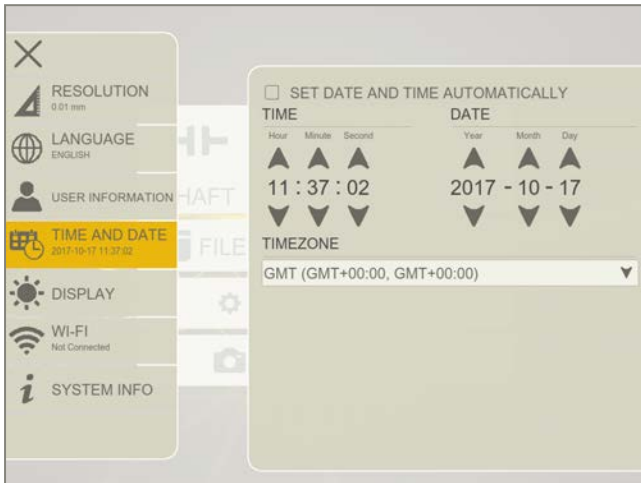 RESOLUTION
0.01 mm
LANGUAGE
ENGLISH
USER INFORMATION
TIME AND DATE
2017-10-17 11:37:02
DISPLAY
WI-FI
Not Connected
SYSTEM INFO
HAFT
FILE
SET DATE AND TIME AUTOMATICALLY
TIME DATE
Hour Minute Second Year Month Day
11 : 37 : 02 2017 - 10 - 17
TIMEZONE
GMT (GMT+00:00, GMT+00:00)